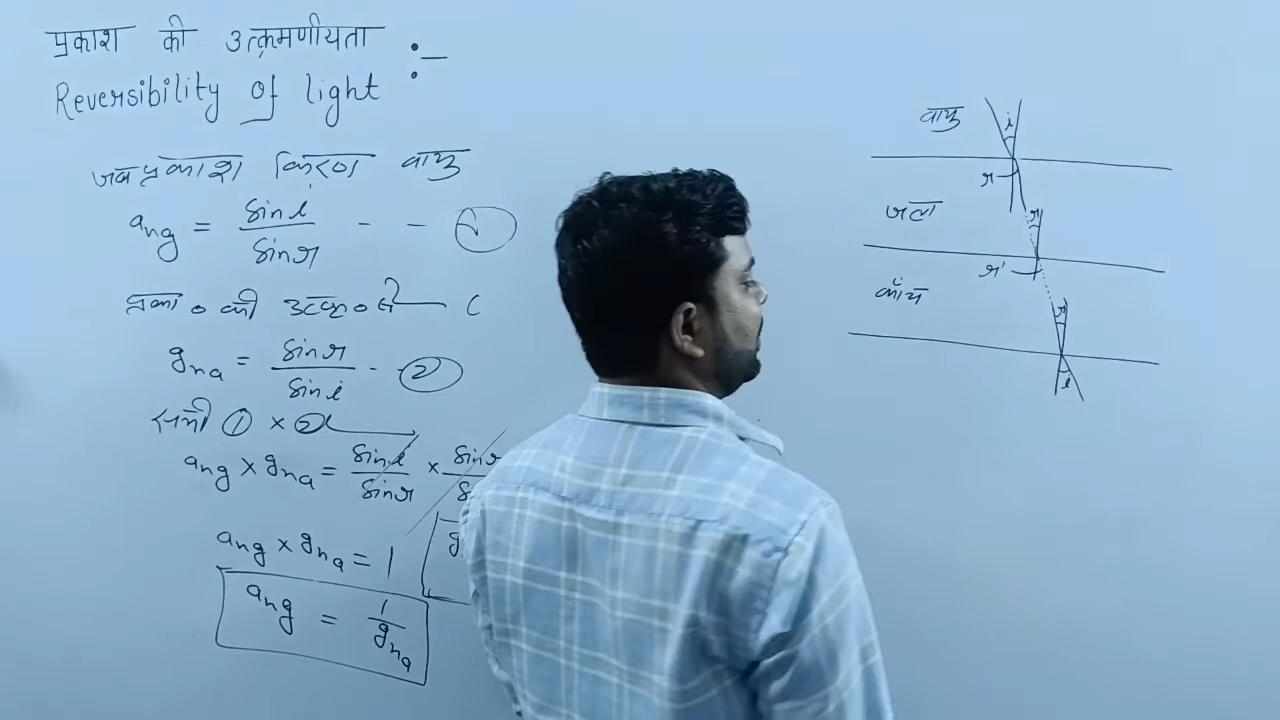 प्रकाश की उत्क्रमणीयता :-
Reversibility of light
जब प्रकाश किरण वायु
ang = sin i / sin r - - ①
प्रका० की उत्क्र० से
gna = sin r / sin i - - ②
① × ②
ang × gna = sin i / sin r × sin r
ang × gna = 1
ang = 1 / gna
वायु
i
r
जल
r
r'
काँच
r
i